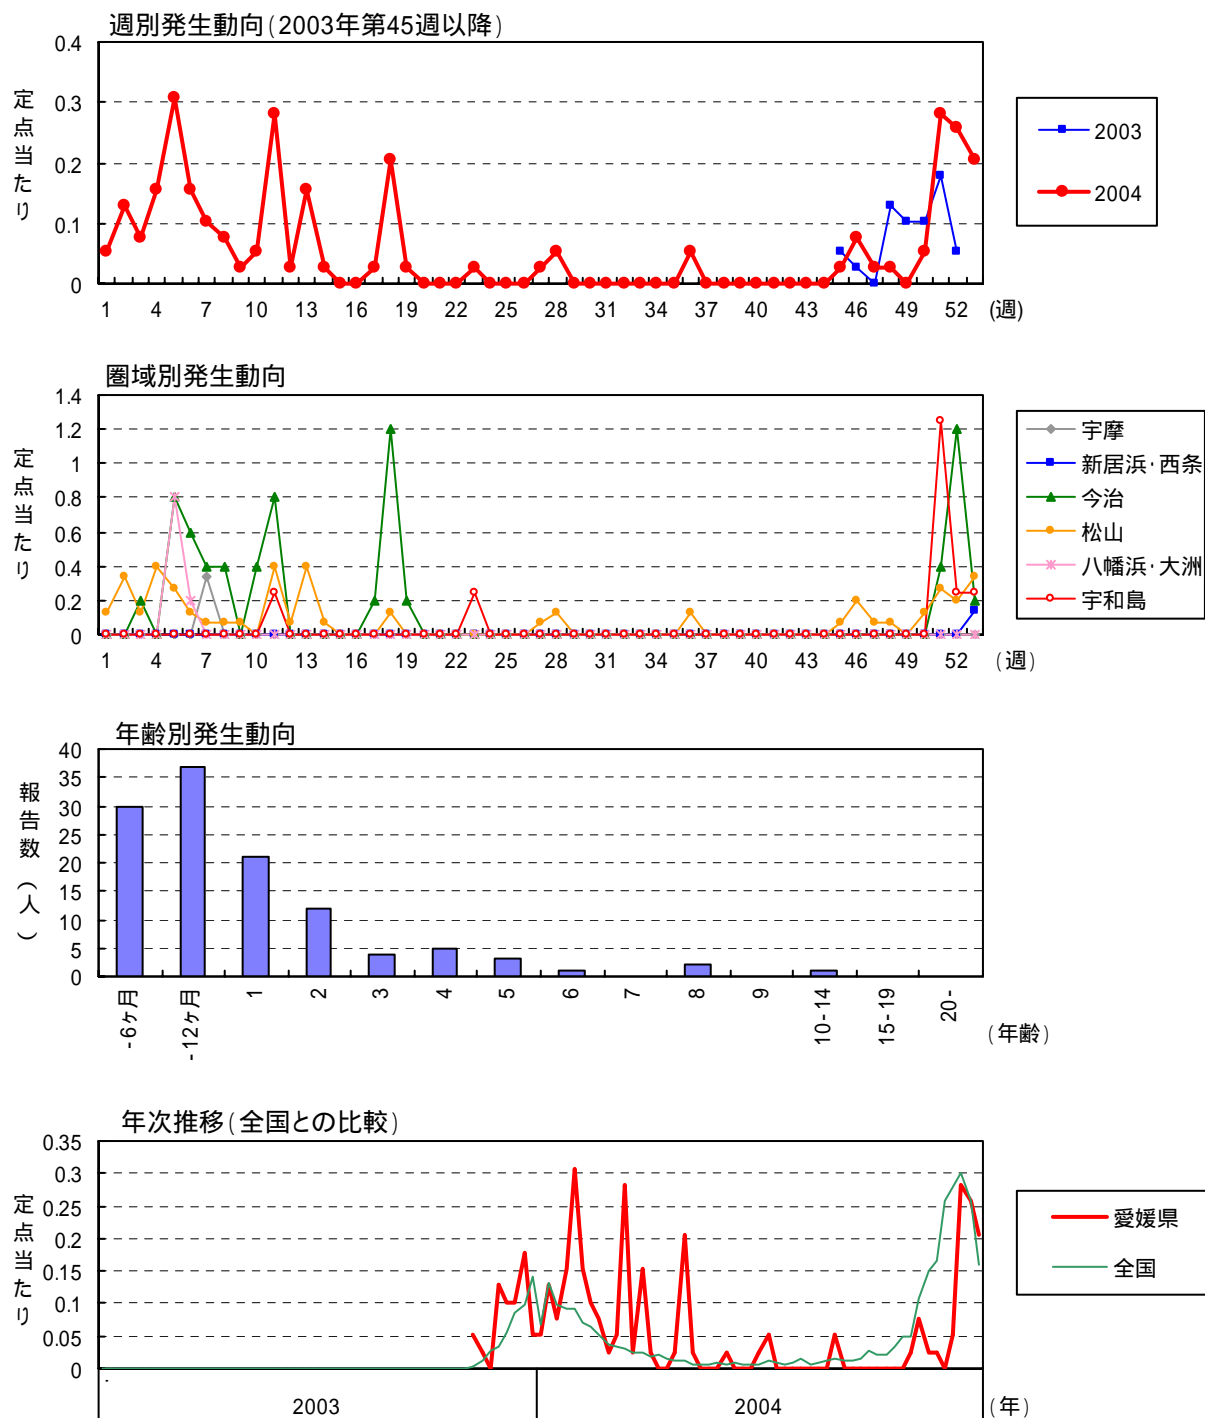 週別発生動向(2003年第45週以降)
定点当たり
0.4
0.3
0.2
0.1
0
1 4 7 10 13 16 19 22 25 28 31 34 37 40 43 46 49 52 (週)
2003
2004
圏域別発生動向
定点当たり
1.4
1.2
1
0.8
0.6
0.4
0.2
0
1 4 7 10 13 16 19 22 25 28 31 34 37 40 43 46 49 52 (週)
宇摩
新居浜・西条
今治
松山
八幡浜・大洲
宇和島
年齢別発生動向
報告数(人)
40
35
30
25
20
15
10
5
0
-6ヶ月 -12ヶ月 1 2 3 4 5 6 7 8 9 10-14 15-19 20- (年齢)
年次推移(全国との比較)
定点当たり
0.35
0.3
0.25
0.2
0.15
0.1
0.05
0
2003 2004 (年)
愛媛県
全国